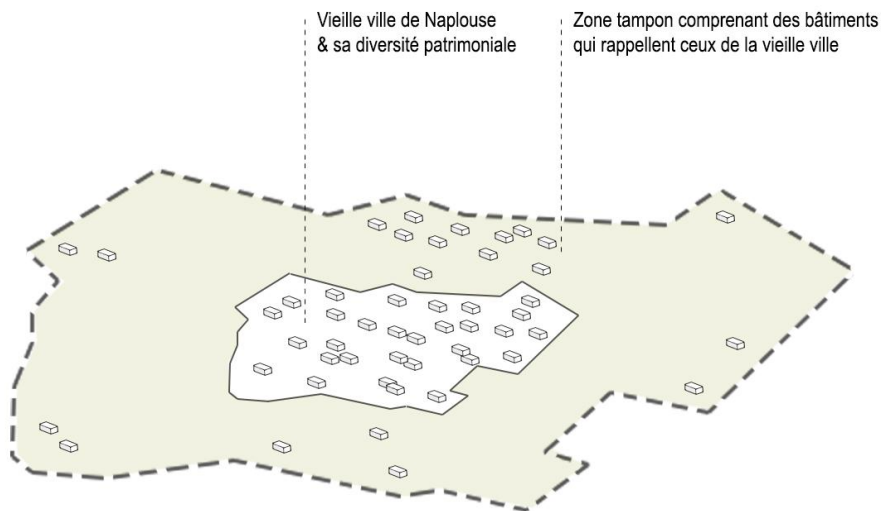 Vieille ville de Naplouse
& sa diversité patrimoniale
Zone tampon comprenant des bâtiments
qui rappellent ceux de la vieille ville